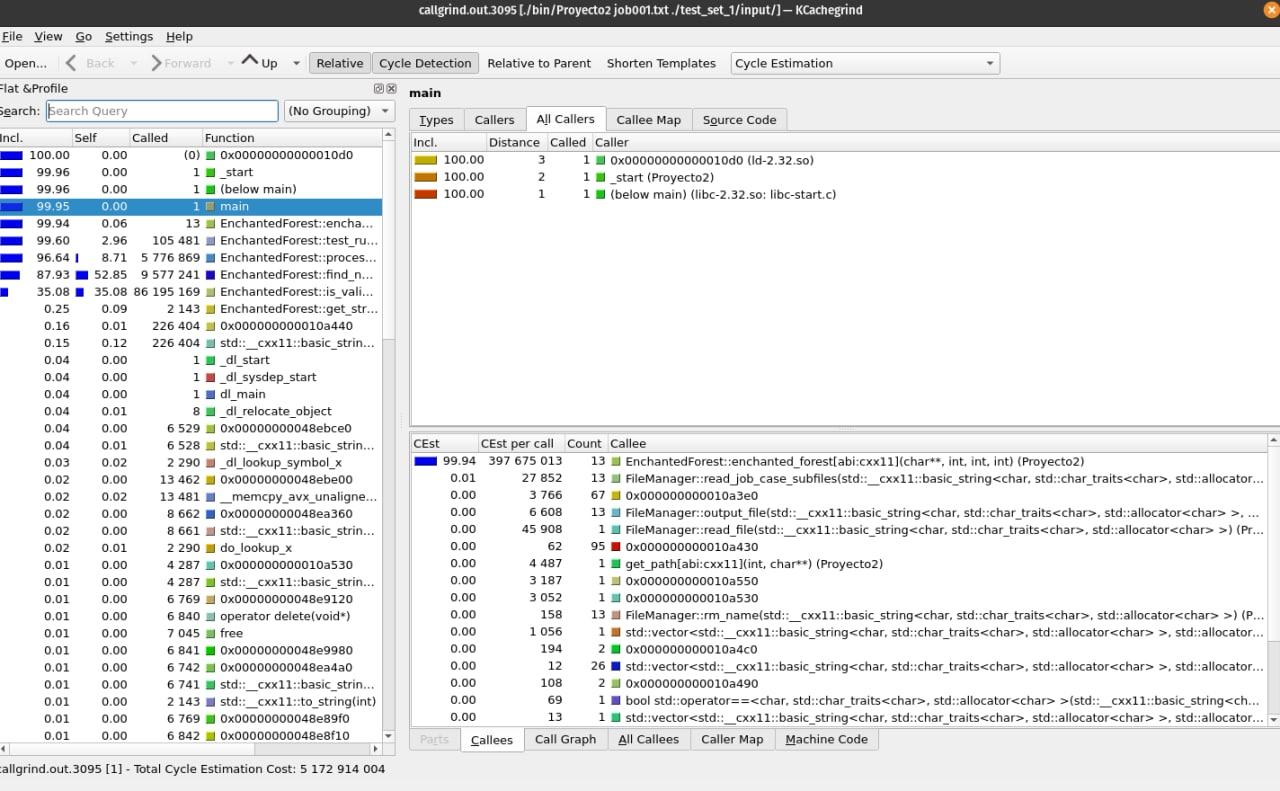 callgrind.out.3095 [./bin/Proyecto2 job001.txt ./test_set_1/input/] — KCachegrind
File View Go Settings Help
Open... Back Forward Up Relative Cycle Detection Relative to Parent Shorten Templates Cycle Estimation
Flat &Profile
Search: Search Query (No Grouping)
Incl. Self Called Function
100.00 0.00 (0) 0x00000000000010d0
99.96 0.00 1 _start
99.96 0.00 1 (below main)
99.95 0.00 1 main
99.94 0.06 13 EnchantedForest::encha...
99.60 2.96 105 481 EnchantedForest::test_ru...
96.64 8.71 5 776 869 EnchantedForest::proces...
87.93 52.85 9 577 241 EnchantedForest::find_n...
35.08 35.08 86 195 169 EnchantedForest::is_vali...
0.25 0.09 2 143 EnchantedForest::get_str...
0.16 0.01 226 404 0x000000000010a440
0.15 0.12 226 404 std::__cxx11::basic_strin...
0.04 0.00 1 _dl_start
0.04 0.00 1 _dl_sysdep_start
0.04 0.00 1 dl_main
0.04 0.01 8 _dl_relocate_object
0.04 0.00 6 529 0x00000000048ebce0
0.04 0.01 6 528 std::__cxx11::basic_strin...
0.03 0.02 2 290 _dl_lookup_symbol_x
0.02 0.00 13 462 0x00000000048ebe00
0.02 0.02 13 481 __memcpy_avx_unaligne...
0.02 0.00 8 662 0x00000000048ea360
0.02 0.00 8 661 std::__cxx11::basic_strin...
0.02 0.01 2 290 do_lookup_x
0.01 0.00 4 287 0x000000000010a530
0.01 0.00 4 287 std::__cxx11::basic_strin...
0.01 0.00 6 769 0x00000000048e9120
0.01 0.00 6 840 operator delete(void*)
0.01 0.00 7 045 free
0.01 0.00 6 841 0x00000000048e9980
0.01 0.00 6 742 0x00000000048ea4a0
0.01 0.00 6 741 std::__cxx11::basic_strin...
0.01 0.00 2 143 std::__cxx11::to_string(int)
0.01 0.00 6 769 0x00000000048e89f0
0.01 0.00 6 842 0x00000000048e8f10
main
Types Callers All Callers Callee Map Source Code
Incl. Distance Called Caller
100.00 3 1 0x00000000000010d0 (ld-2.32.so)
100.00 2 1 _start (Proyecto2)
100.00 1 1 (below main) (libc-2.32.so: libc-start.c)
CEst CEst per call Count Callee
99.94 397 675 013 13 EnchantedForest::enchanted_forest[abi:cxx11](char**, int, int, int) (Proyecto2)
0.01 27 852 13 FileManager::read_job_case_subfiles(std::__cxx11::basic_string<char, std::char_traits<char>, std::allocator...
0.00 3 766 67 0x000000000010a3e0
0.00 6 608 13 FileManager::output_file(std::__cxx11::basic_string<char, std::char_traits<char>, std::allocator<char> >, ...
0.00 45 908 1 FileManager::read_file(std::__cxx11::basic_string<char, std::char_traits<char>, std::allocator<char> >) (Pr...
0.00 62 95 0x000000000010a430
0.00 4 487 1 get_path[abi:cxx11](int, char**) (Proyecto2)
0.00 3 187 1 0x000000000010a550
0.00 3 052 1 0x000000000010a530
0.00 158 13 FileManager::rm_name(std::__cxx11::basic_string<char, std::char_traits<char>, std::allocator<char> >) (P...
0.00 1 056 1 std::vector<std::__cxx11::basic_string<char, std::char_traits<char>, std::allocator<char> >, std::allocator...
0.00 194 2 0x000000000010a4c0
0.00 12 26 std::vector<std::__cxx11::basic_string<char, std::char_traits<char>, std::allocator<char> >, std::allocator...
0.00 108 2 0x000000000010a490
0.00 69 1 bool std::operator==<char, std::char_traits<char>, std::allocator<char> >(std::__cxx11::basic_string<ch...
0.00 13 1 std::vector<std::__cxx11::basic_string<char, std::char_traits<char>, std::allocator<char> >, std::allocator...
Parts Callees Call Graph All Callees Caller Map Machine Code
callgrind.out.3095 [1] - Total Cycle Estimation Cost: 5 172 914 004